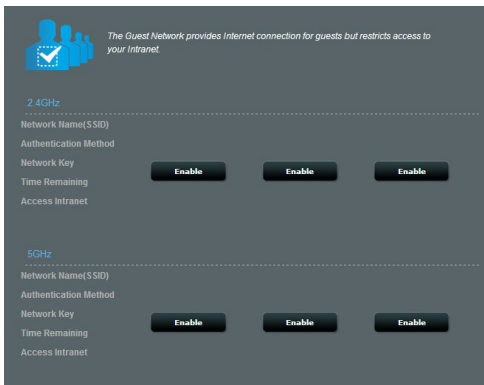 The Guest Network provides Internet connection for guests but restricts access to
your Intranet.
2.4GHz
Network Name(SSID)
Authentication Method
Network Key
Enable Enable Enable
Time Remaining
Access Intranet
5GHz
Network Name(SSID)
Authentication Method
Network Key
Enable Enable Enable
Time Remaining
Access Intranet